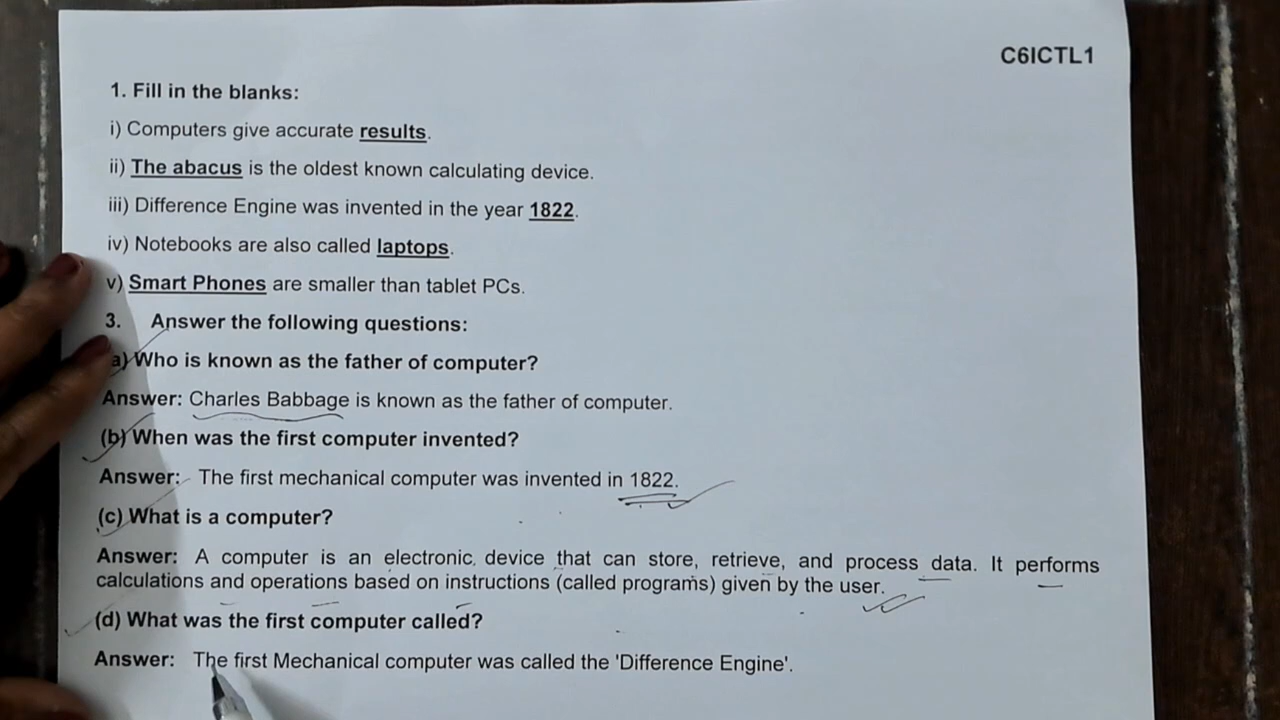 C6ICTL1
1. Fill in the blanks:
i) Computers give accurate results.
ii) The abacus is the oldest known calculating device.
iii) Difference Engine was invented in the year 1822.
iv) Notebooks are also called laptops.
v) Smart Phones are smaller than tablet PCs.
3. Answer the following questions:
a) Who is known as the father of computer?
Answer: Charles Babbage is known as the father of computer.
(b) When was the first computer invented?
Answer: The first mechanical computer was invented in 1822.
(c) What is a computer?
Answer: A computer is an electronic device that can store, retrieve, and process data. It performs
calculations and operations based on instructions (called programs) given by the user.
(d) What was the first computer called?
Answer: The first Mechanical computer was called the 'Difference Engine'.